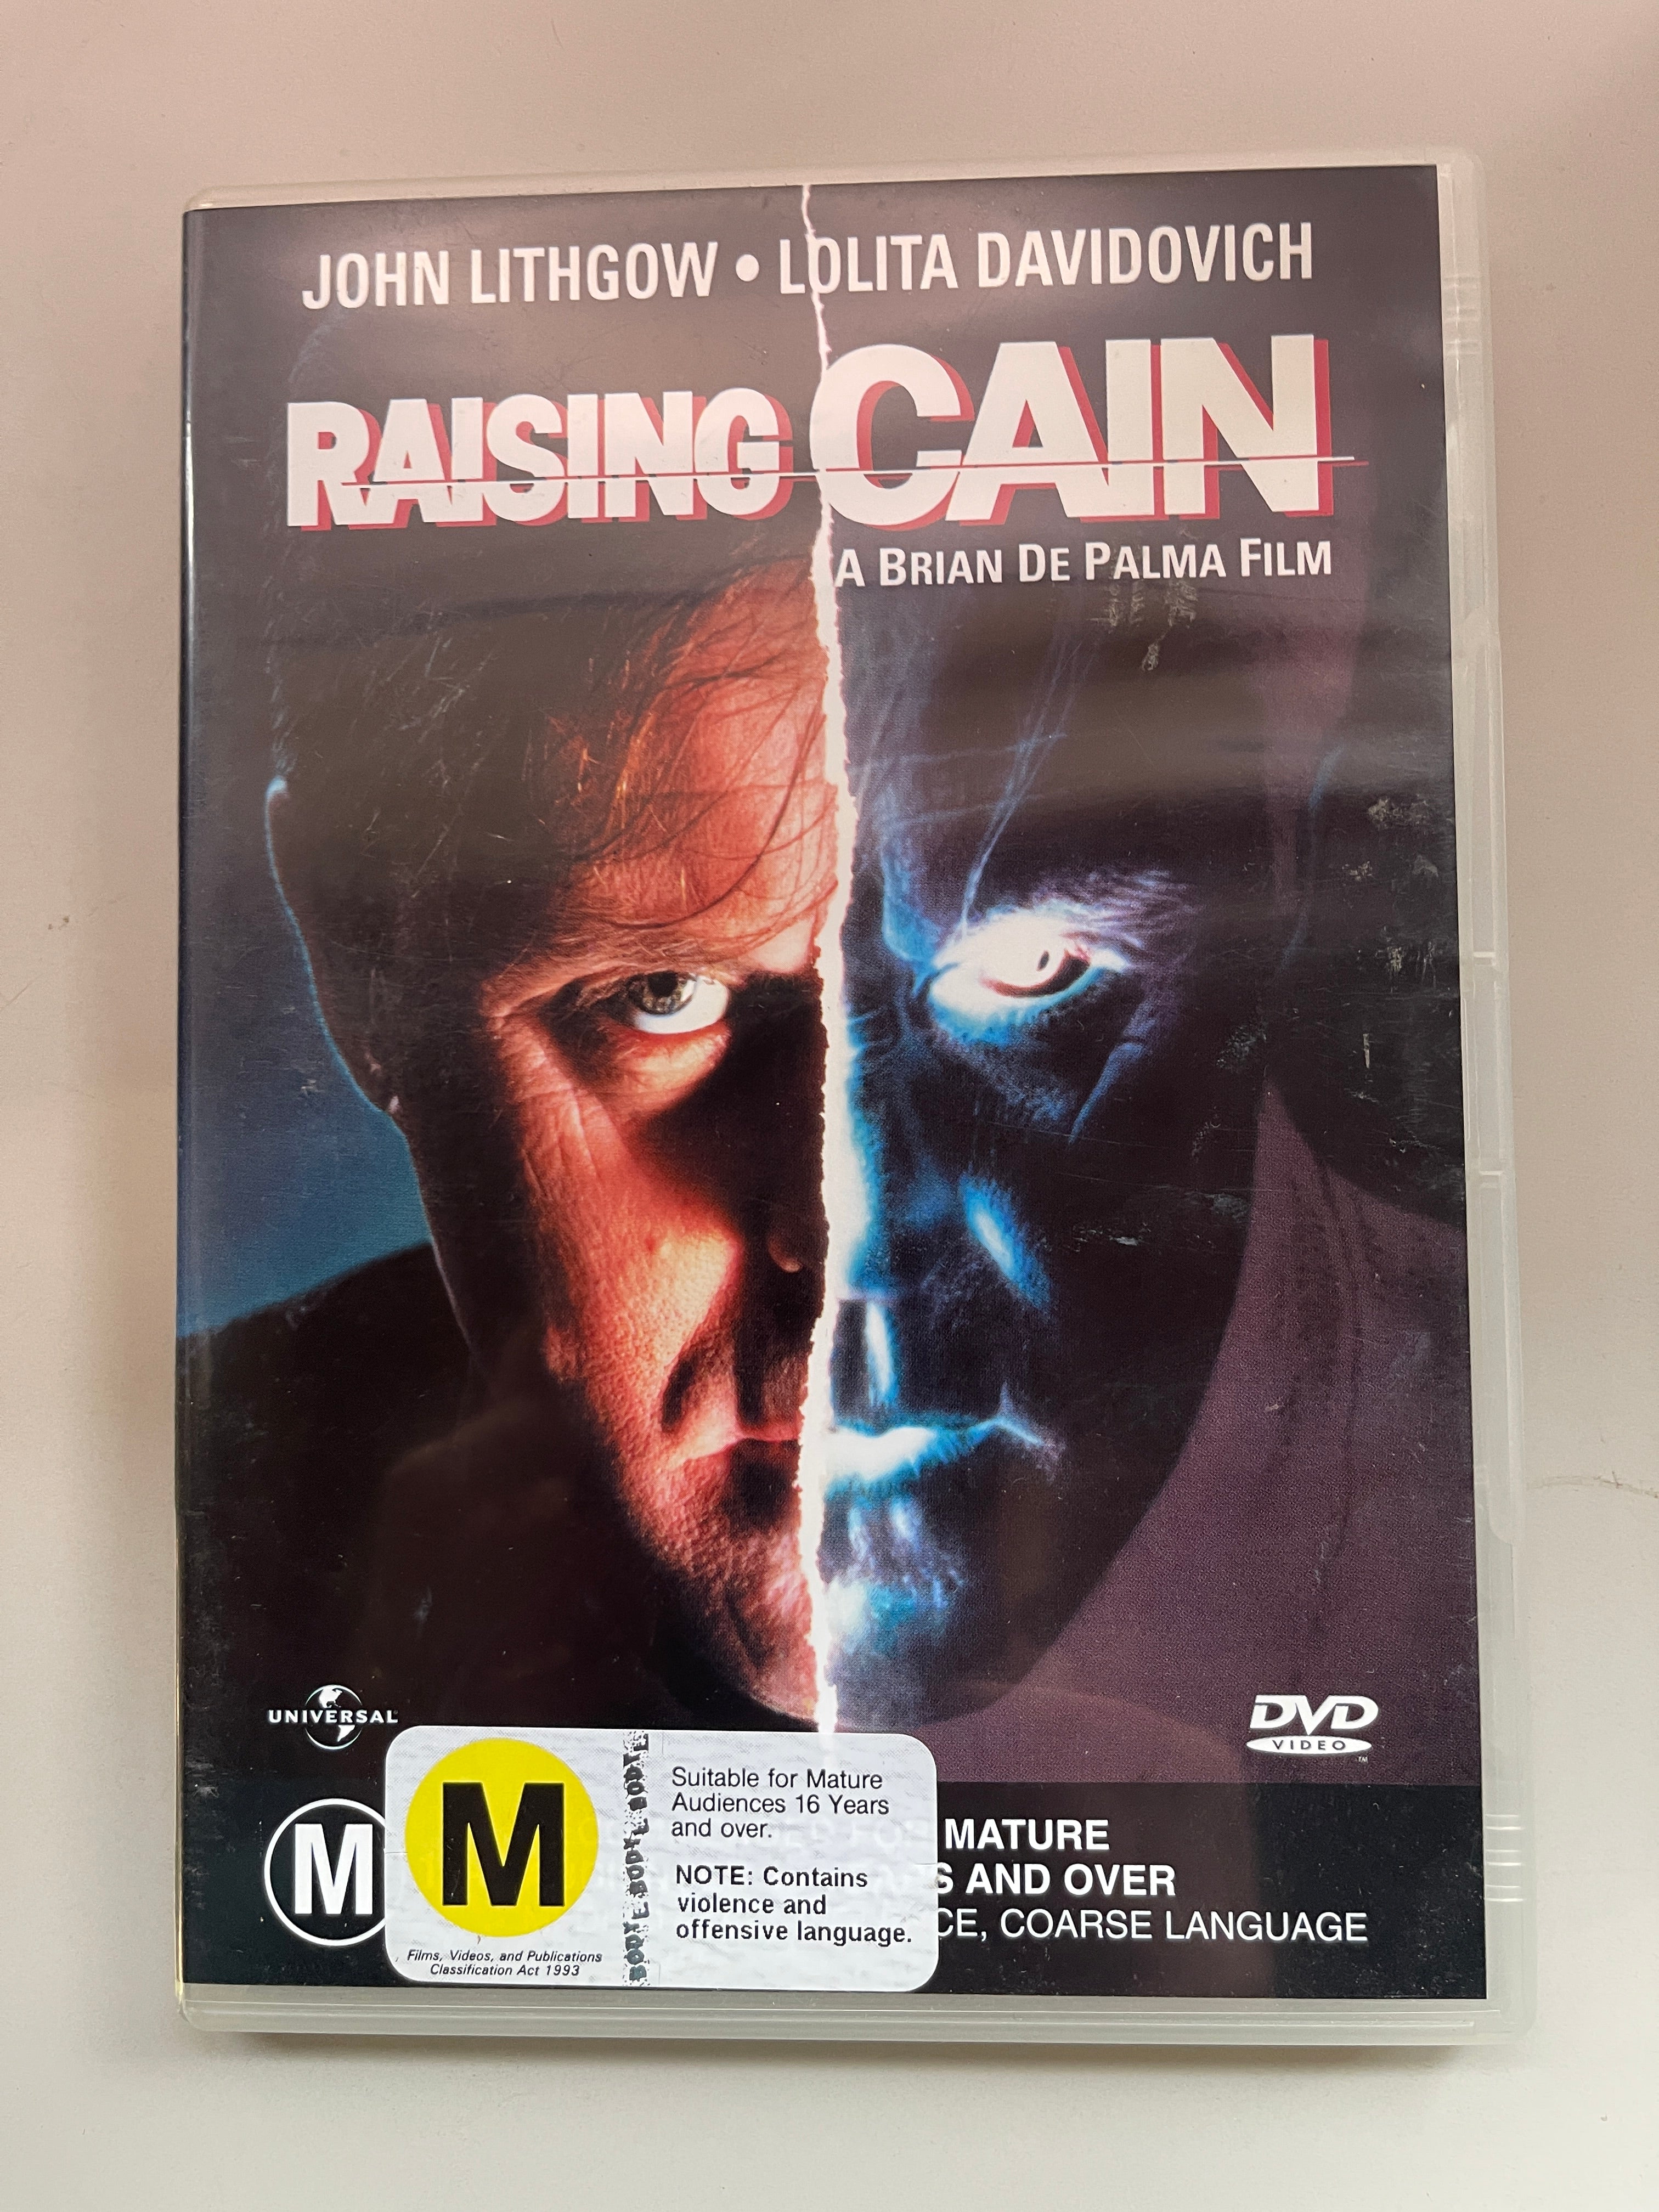 JOHN LITHGOW • LOLITA DAVIDOVICH
RAISING CAIN
A BRIAN DE PALMA FILM
UNIVERSAL
DVD
VIDEO
TM
M
M
Films, Videos, and Publications
Classification Act 1993
Suitable for Mature
Audiences 16 Years
and over.
NOTE: Contains
violence and
offensive language.
MATURE
S AND OVER
CE, COARSE LANGUAGE